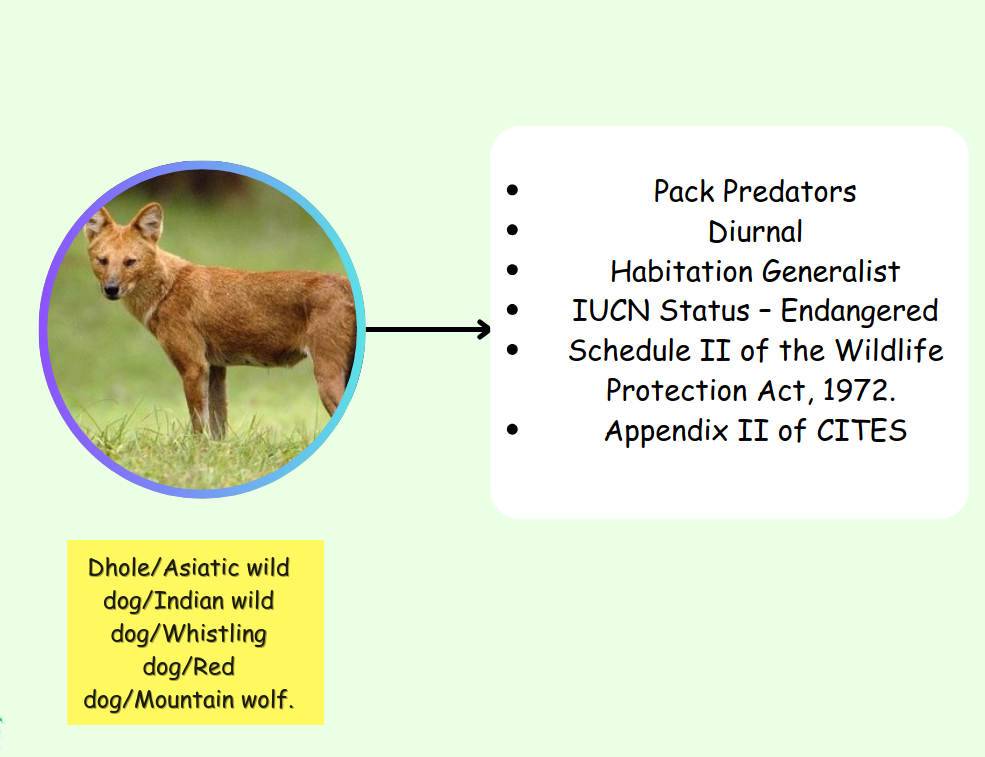 Pack Predators
Diurnal
Habitation Generalist
IUCN Status – Endangered
Schedule II of the Wildlife
Protection Act, 1972.
Appendix II of CITES
Dhole/Asiatic wild
dog/Indian wild
dog/Whistling
dog/Red
dog/Mountain wolf.